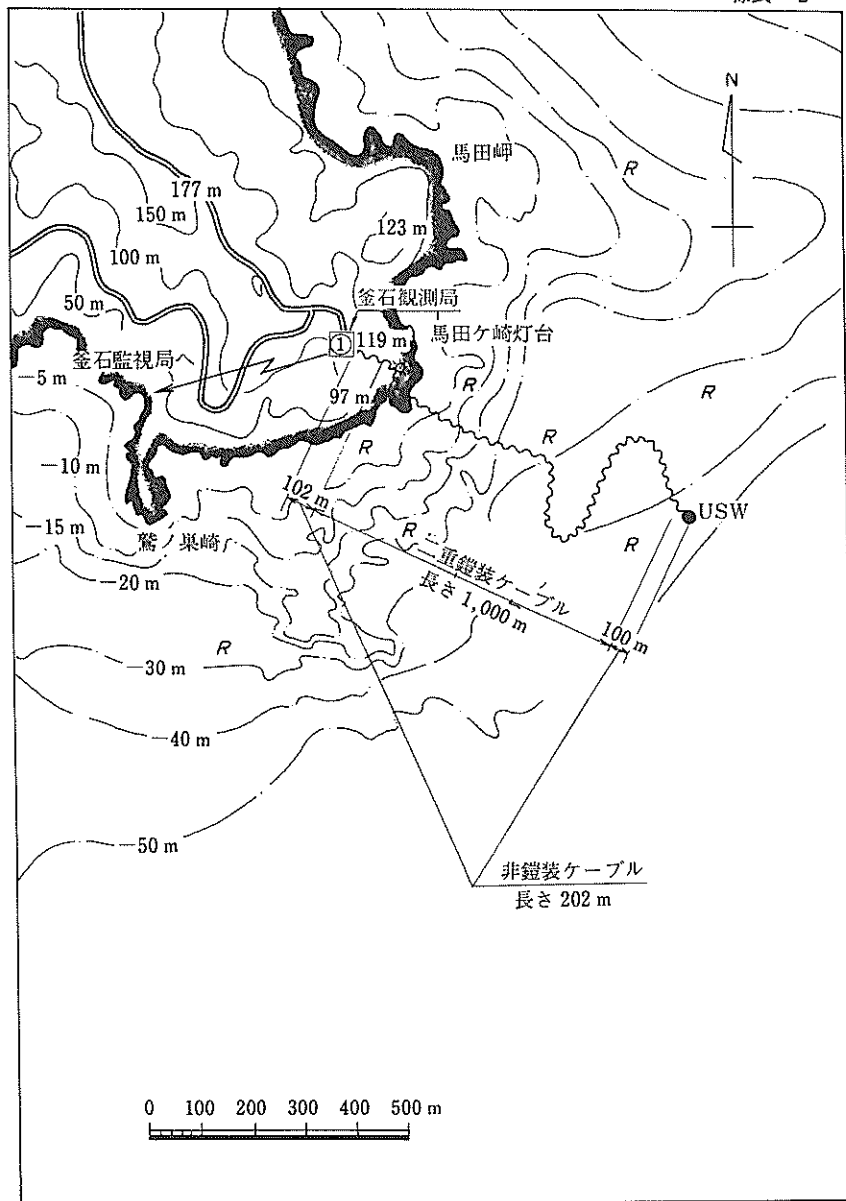 N
馬田岬
R
177 m
150 m
123 m
100 m
釜石観測局
50 m
①
119 m
馬田ケ崎灯台
釜石監視局へ
-5 m
97 m
R
R
R
R
-10 m
102 m
USW
-15 m
鷲ノ巣崎
R
R
-20 m
二重鎧装ケーブル
長さ 1,000 m
100 m
-30 m
R
-40 m
-50 m
非鎧装ケーブル
長さ 202 m
0 100 200 300 400 500 m